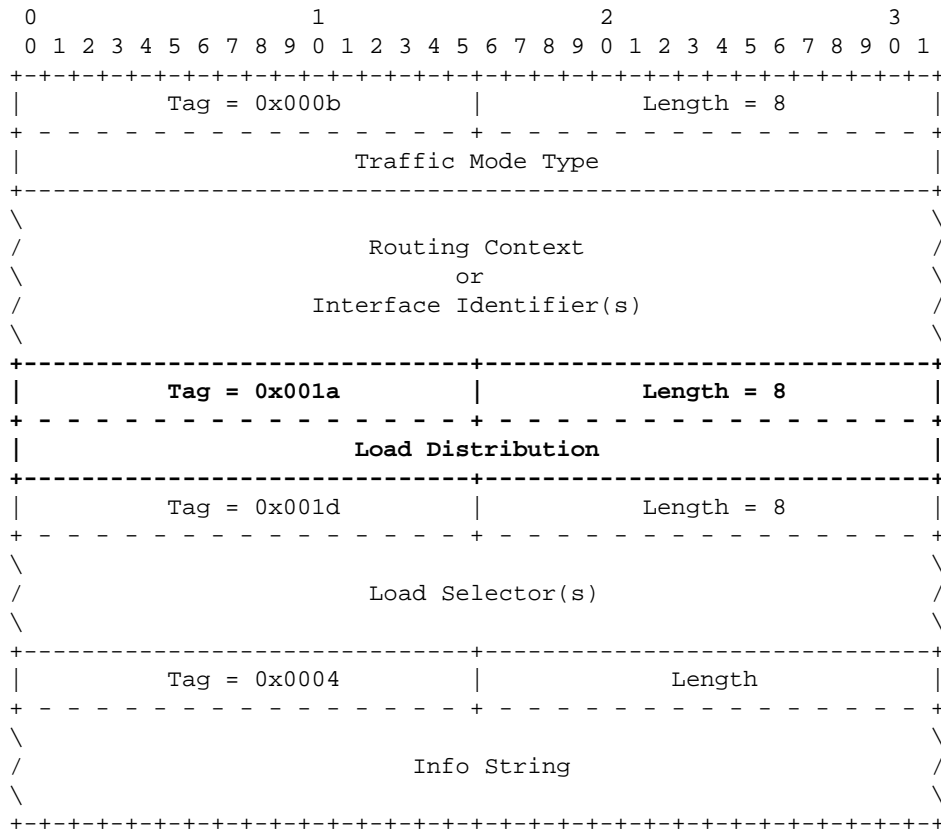 0                   1                   2                   3
 0 1 2 3 4 5 6 7 8 9 0 1 2 3 4 5 6 7 8 9 0 1 2 3 4 5 6 7 8 9 0 1
+-+-+-+-+-+-+-+-+-+-+-+-+-+-+-+-+-+-+-+-+-+-+-+-+-+-+-+-+-+-+-+-+
|          Tag = 0x000b         |           Length = 8          |
+ - - - - - - - - - - - - - - - + - - - - - - - - - - - - - - - +
|                       Traffic Mode Type                       |
+---------------------------------------------------------------+
\                                                               \
/                        Routing Context                        /
\                              or                               \
/                    Interface Identifier(s)                    /
\                                                               \
+-------------------------------+-------------------------------+
|          Tag = 0x001a         |           Length = 8          |
+ - - - - - - - - - - - - - - - + - - - - - - - - - - - - - - - +
|                       Load Distribution                       |
+-------------------------------+-------------------------------+
|          Tag = 0x001d         |           Length = 8          |
+ - - - - - - - - - - - - - - - + - - - - - - - - - - - - - - - +
\                                                               \
/                        Load Selector(s)                       /
\                                                               \
+-------------------------------+-------------------------------+
|          Tag = 0x0004         |             Length            |
+ - - - - - - - - - - - - - - - + - - - - - - - - - - - - - - - +
\                                                               \
/                           Info String                         /
\                                                               \
+-+-+-+-+-+-+-+-+-+-+-+-+-+-+-+-+-+-+-+-+-+-+-+-+-+-+-+-+-+-+-+-+